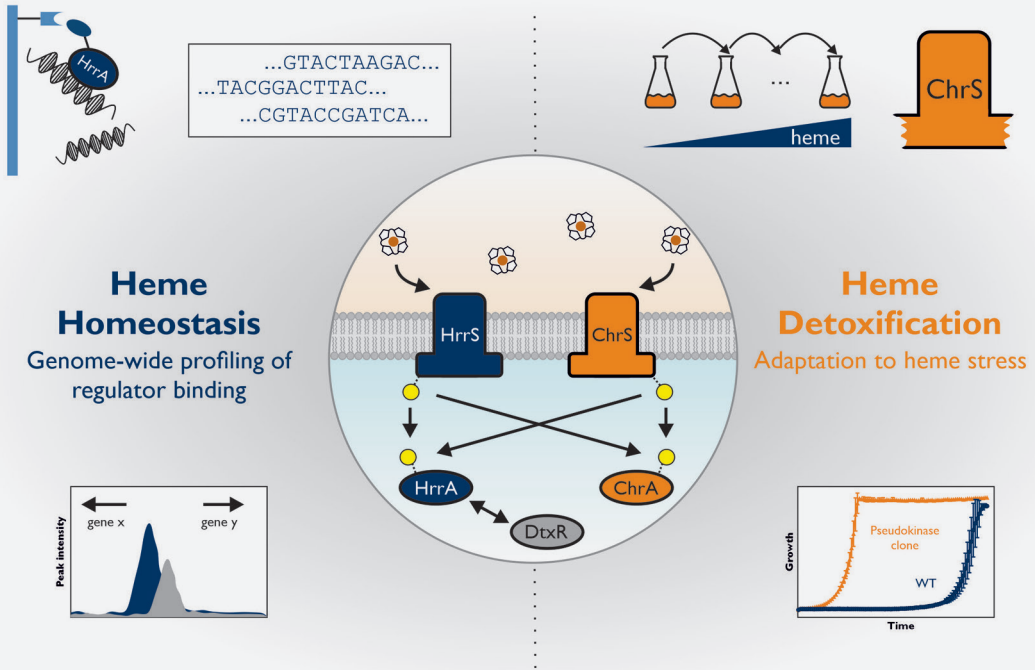 HrrA
...GTACTAAGAC...
...TACGGACTTAC...
...CGTACCGATCA...
...
heme
ChrS
Heme
Homeostasis
Genome-wide profiling of
regulator binding
HrrS
ChrS
HrrA
ChrA
DtxR
Heme
Detoxification
Adaptation to heme stress
gene x
gene y
Peak intensity
Growth
Pseudokinase
clone
WT
Time